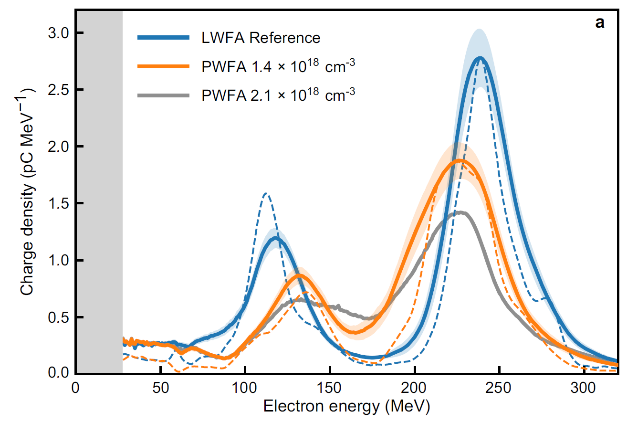 a
LWFA Reference
PWFA 1.4 × 10¹⁸ cm⁻³
PWFA 2.1 × 10¹⁸ cm⁻³
Charge density (pC MeV⁻¹)
3.0
2.5
2.0
1.5
1.0
0.5
0.0
0 50 100 150 200 250 300
Electron energy (MeV)